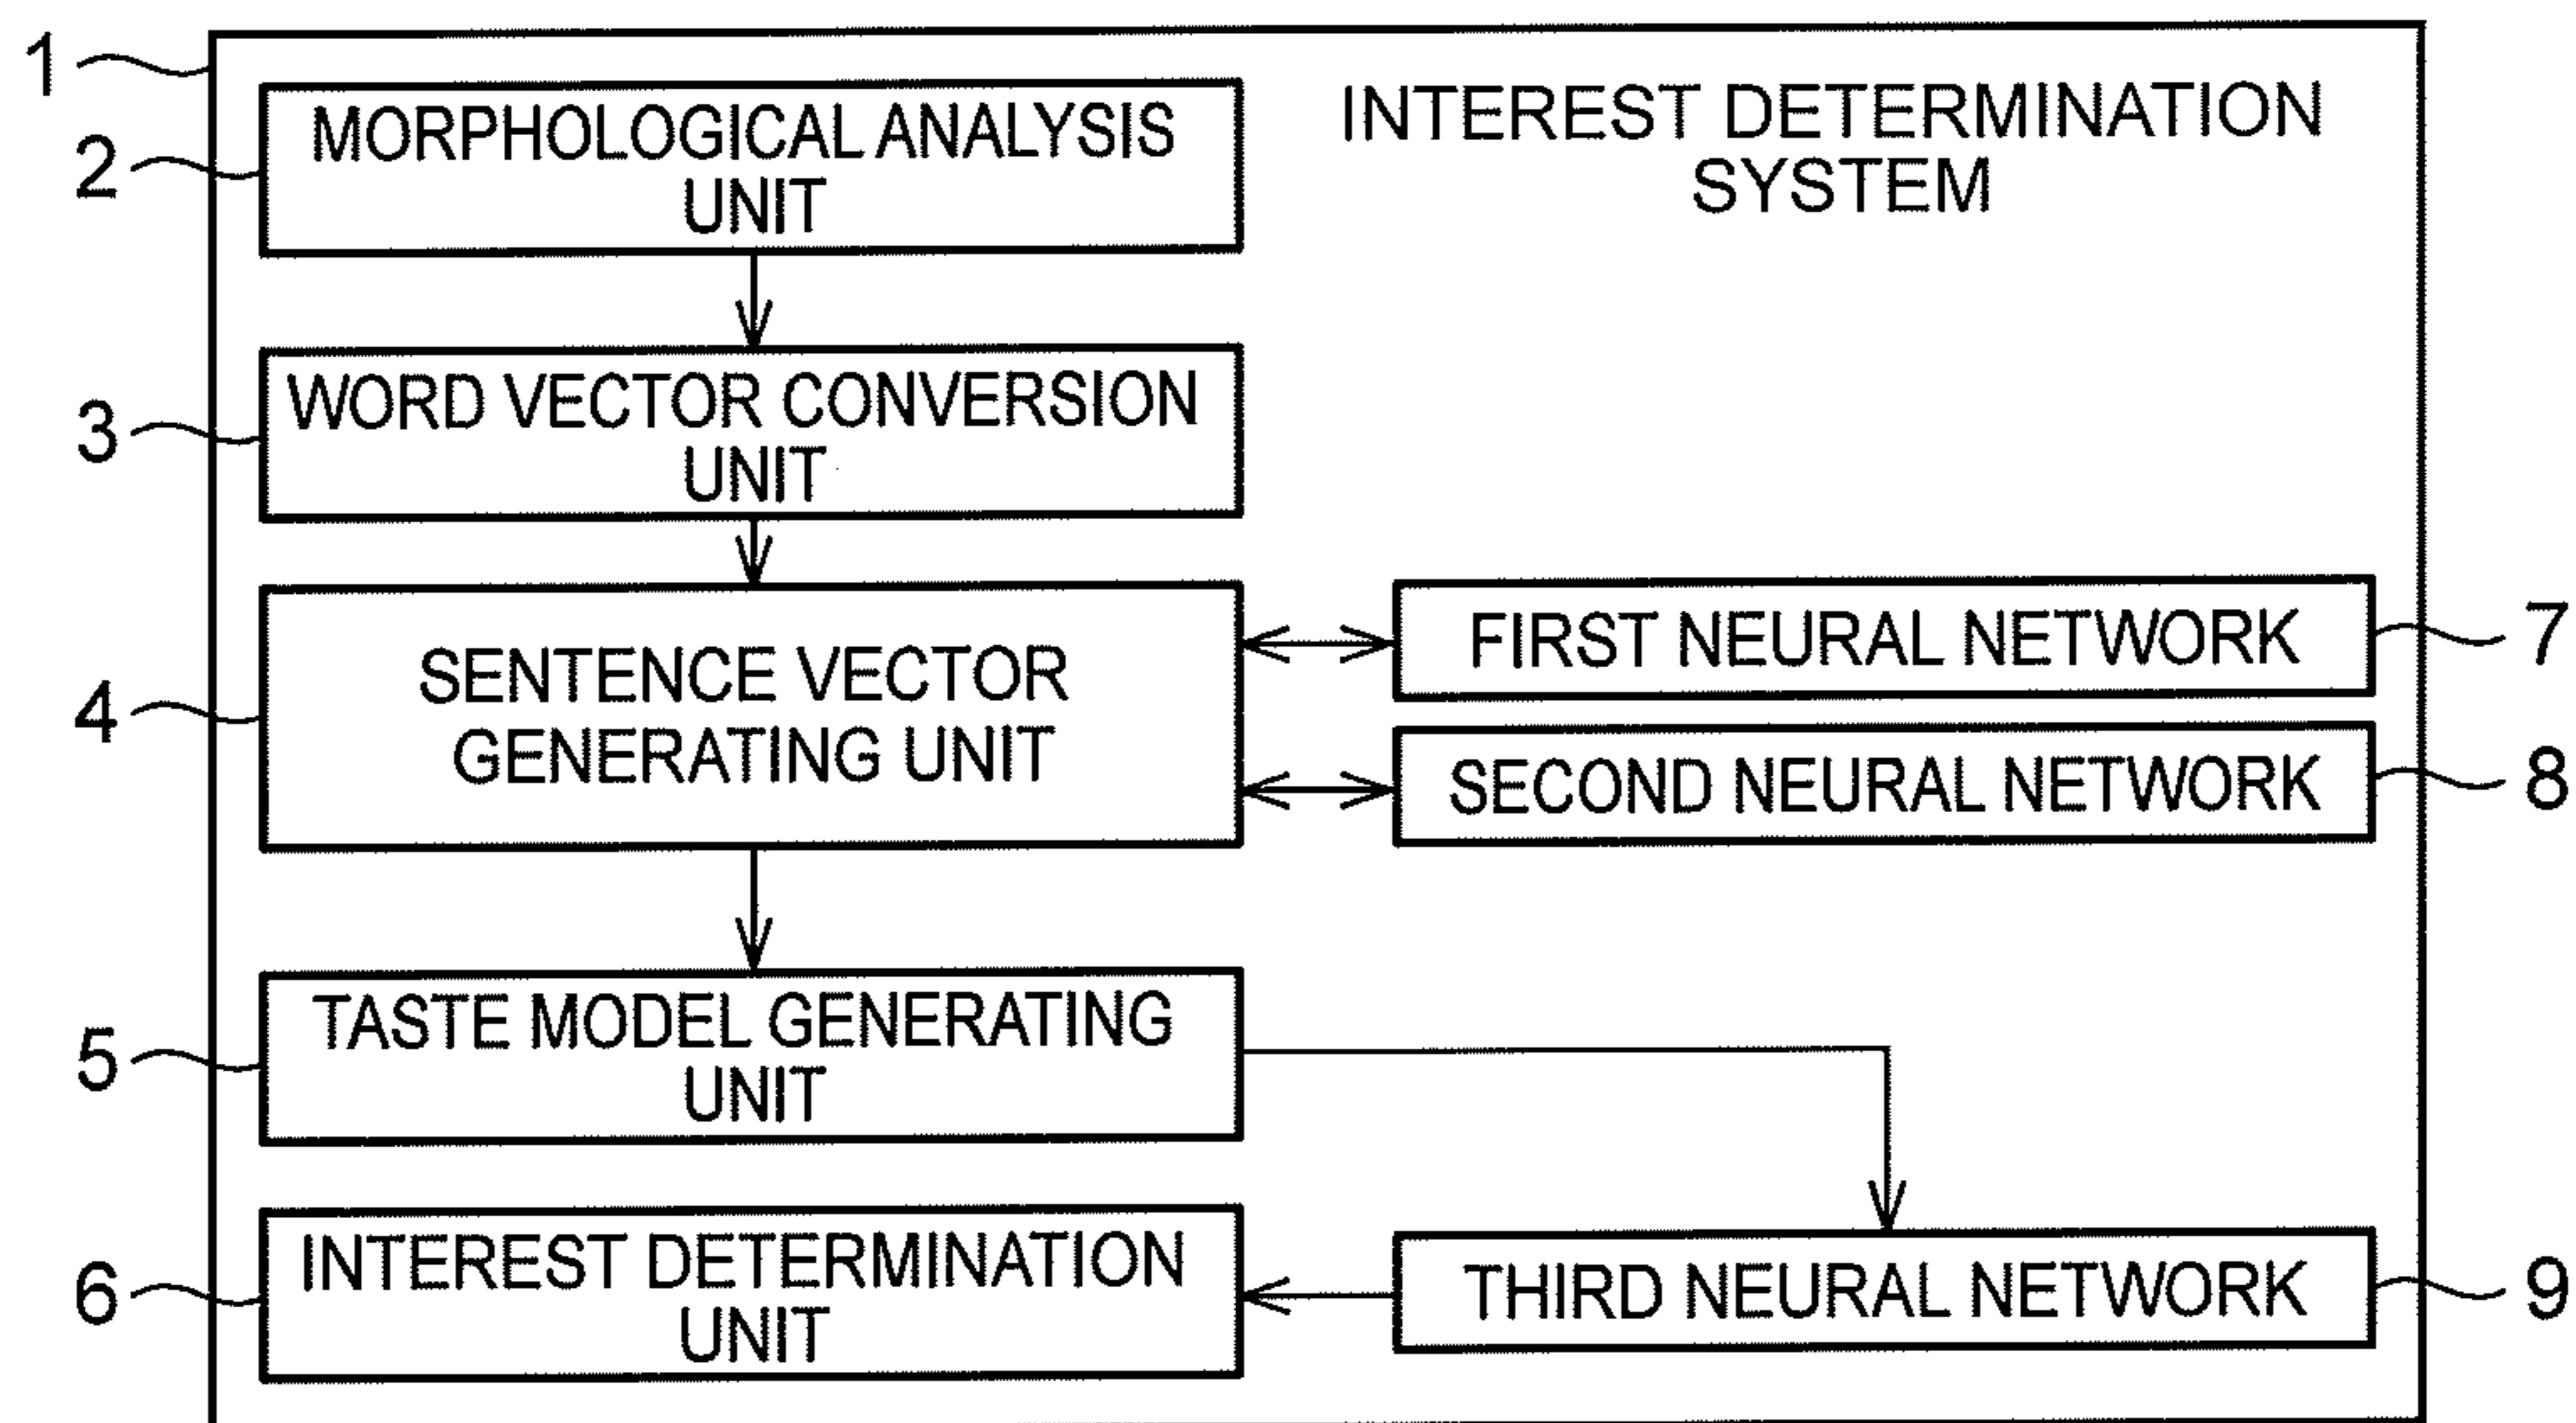 1
INTEREST DETERMINATION
SYSTEM
2
MORPHOLOGICAL ANALYSIS
UNIT
3
WORD VECTOR CONVERSION
UNIT
4
SENTENCE VECTOR
GENERATING UNIT
FIRST NEURAL NETWORK
7
SECOND NEURAL NETWORK
8
5
TASTE MODEL GENERATING
UNIT
6
INTEREST DETERMINATION
UNIT
THIRD NEURAL NETWORK
9